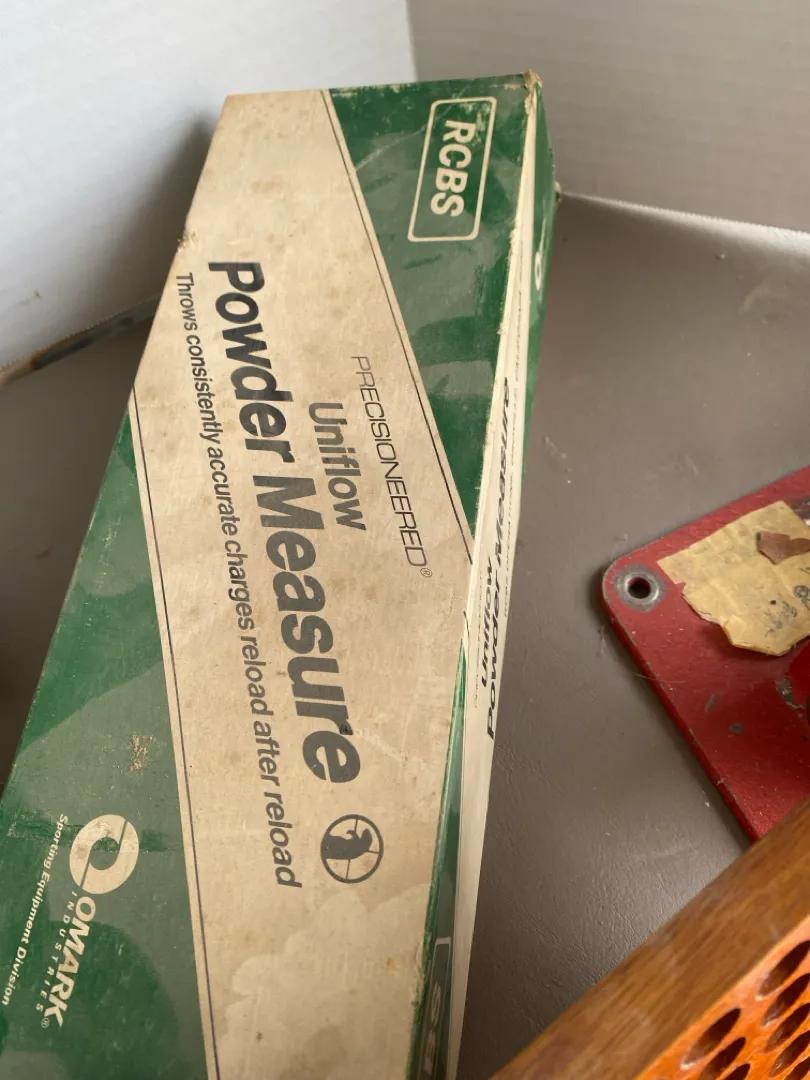 RCBS
PRECISIONEERED®
Uniflow
Powder Measure
Throws consistently accurate charges reload after reload
OMARK
INDUSTRIES®
Sporting Equipment Division
Uniflow
Powder Measure